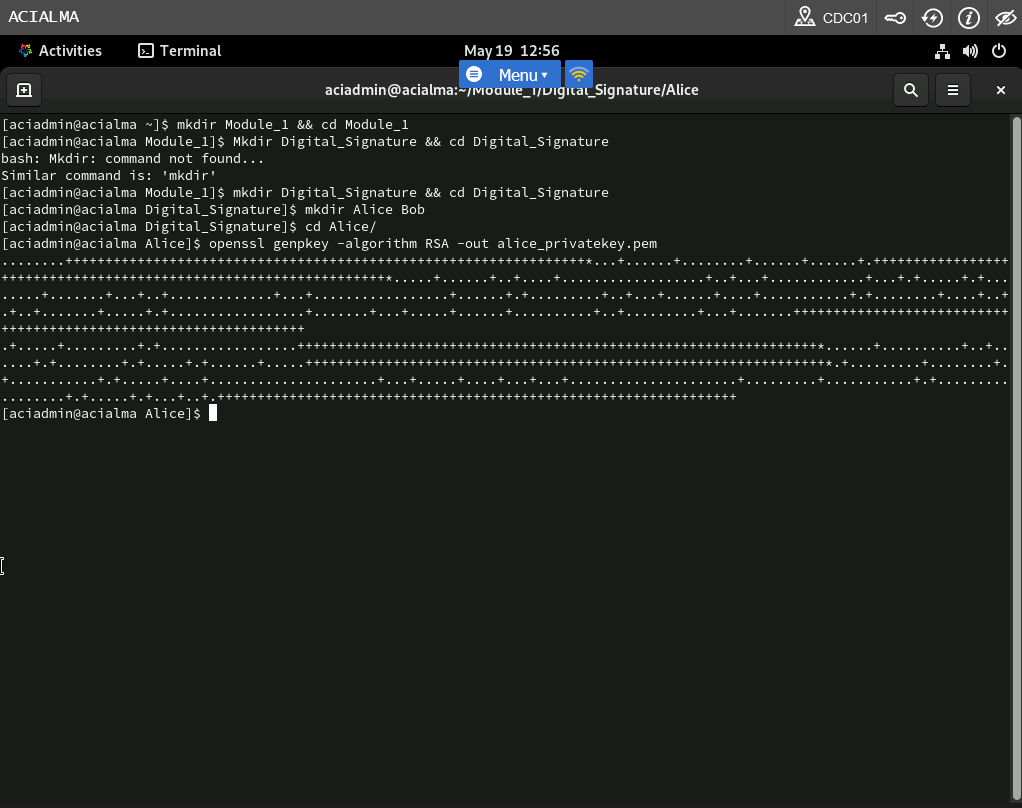 ACIALMA
CDC01
Activities
Terminal
May 19 12:56
Menu
aciadmin@acialma:~/Module_1/Digital_Signature/Alice
[aciadmin@acialma ~]$ mkdir Module_1 && cd Module_1
[aciadmin@acialma Module_1]$ Mkdir Digital_Signature && cd Digital_Signature
bash: Mkdir: command not found...
Similar command is: 'mkdir'
[aciadmin@acialma Module_1]$ mkdir Digital_Signature && cd Digital_Signature
[aciadmin@acialma Digital_Signature]$ mkdir Alice Bob
[aciadmin@acialma Digital_Signature]$ cd Alice/
[aciadmin@acialma Alice]$ openssl genpkey -algorithm RSA -out alice_privatekey.pem
[aciadmin@acialma Alice]$